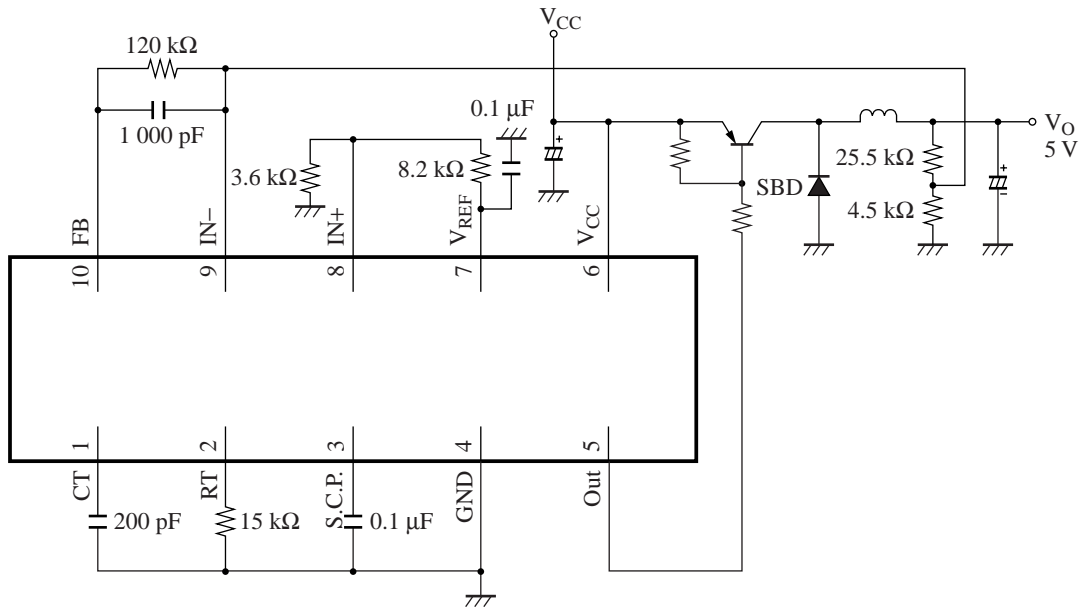 V_CC
120 kΩ
1 000 pF
0.1 µF
3.6 kΩ
8.2 kΩ
SBD
25.5 kΩ
4.5 kΩ
V_O
5 V
FB
IN−
IN+
V_REF
V_CC
10
9
8
7
6
1
2
3
4
5
CT
RT
S.C.P.
GND
Out
200 pF
15 kΩ
0.1 µF